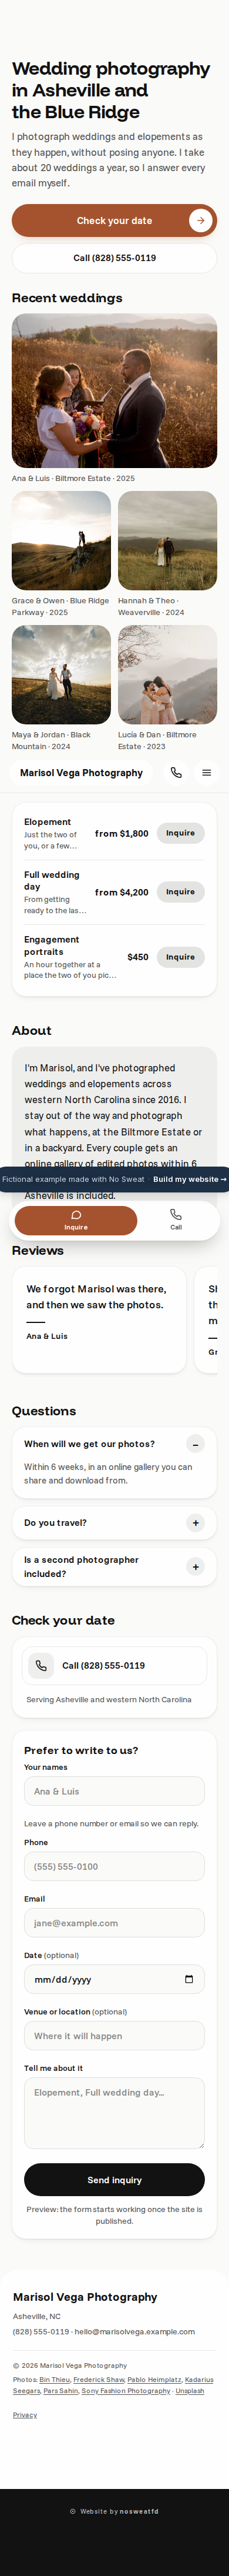 Wedding photography
in Asheville and
the Blue Ridge
I photograph weddings and elopements as
they happen, without posing anyone. I take
about 20 weddings a year, so I answer every
email myself.
Check your date
Call (828) 555-0119
Recent weddings
Ana & Luis · Biltmore Estate · 2025
Grace & Owen · Blue Ridge
Parkway · 2025
Hannah & Theo ·
Weaverville · 2024
Maya & Jordan · Black
Mountain · 2024
Lucía & Dan · Biltmore
Estate · 2023
Marisol Vega Photography
Elopement
Just the two of
you, or a few…
from $1,800
Inquire
Full wedding
day
From getting
ready to the las…
from $4,200
Inquire
Engagement
portraits
An hour together at a
place the two of you pic…
$450
Inquire
About
I'm Marisol, and I've photographed
weddings and elopements across
western North Carolina since 2016. I
stay out of the way and photograph
what happens, at the Biltmore Estate or
in a backyard. Every couple gets an
online gallery of edited photos within 6
Fictional example made with No Sweat · Build my website →
Asheville is included.
Inquire
Call
Reviews
We forgot Marisol was there,
and then we saw the photos.
Ana & Luis
Questions
When will we get our photos?
–
Within 6 weeks, in an online gallery you can
share and download from.
Do you travel?
+
Is a second photographer
included?
+
Check your date
Call (828) 555-0119
Serving Asheville and western North Carolina
Prefer to write to us?
Your names
Ana & Luis
Leave a phone number or email so we can reply.
Phone
(555) 555-0100
Email
jane@example.com
Date (optional)
mm/dd/yyyy
Venue or location (optional)
Where it will happen
Tell me about it
Elopement, Full wedding day…
Send inquiry
Preview: the form starts working once the site is
published.
Marisol Vega Photography
Asheville, NC
(828) 555-0119 · hello@marisolvega.example.com
© 2026 Marisol Vega Photography
Photos: Bin Thieu, Frederick Shaw, Pablo Heimplatz, Kadarius
Seegars, Pars Sahin, Sony Fashion Photography · Unsplash
Privacy
Website by nosweatfd